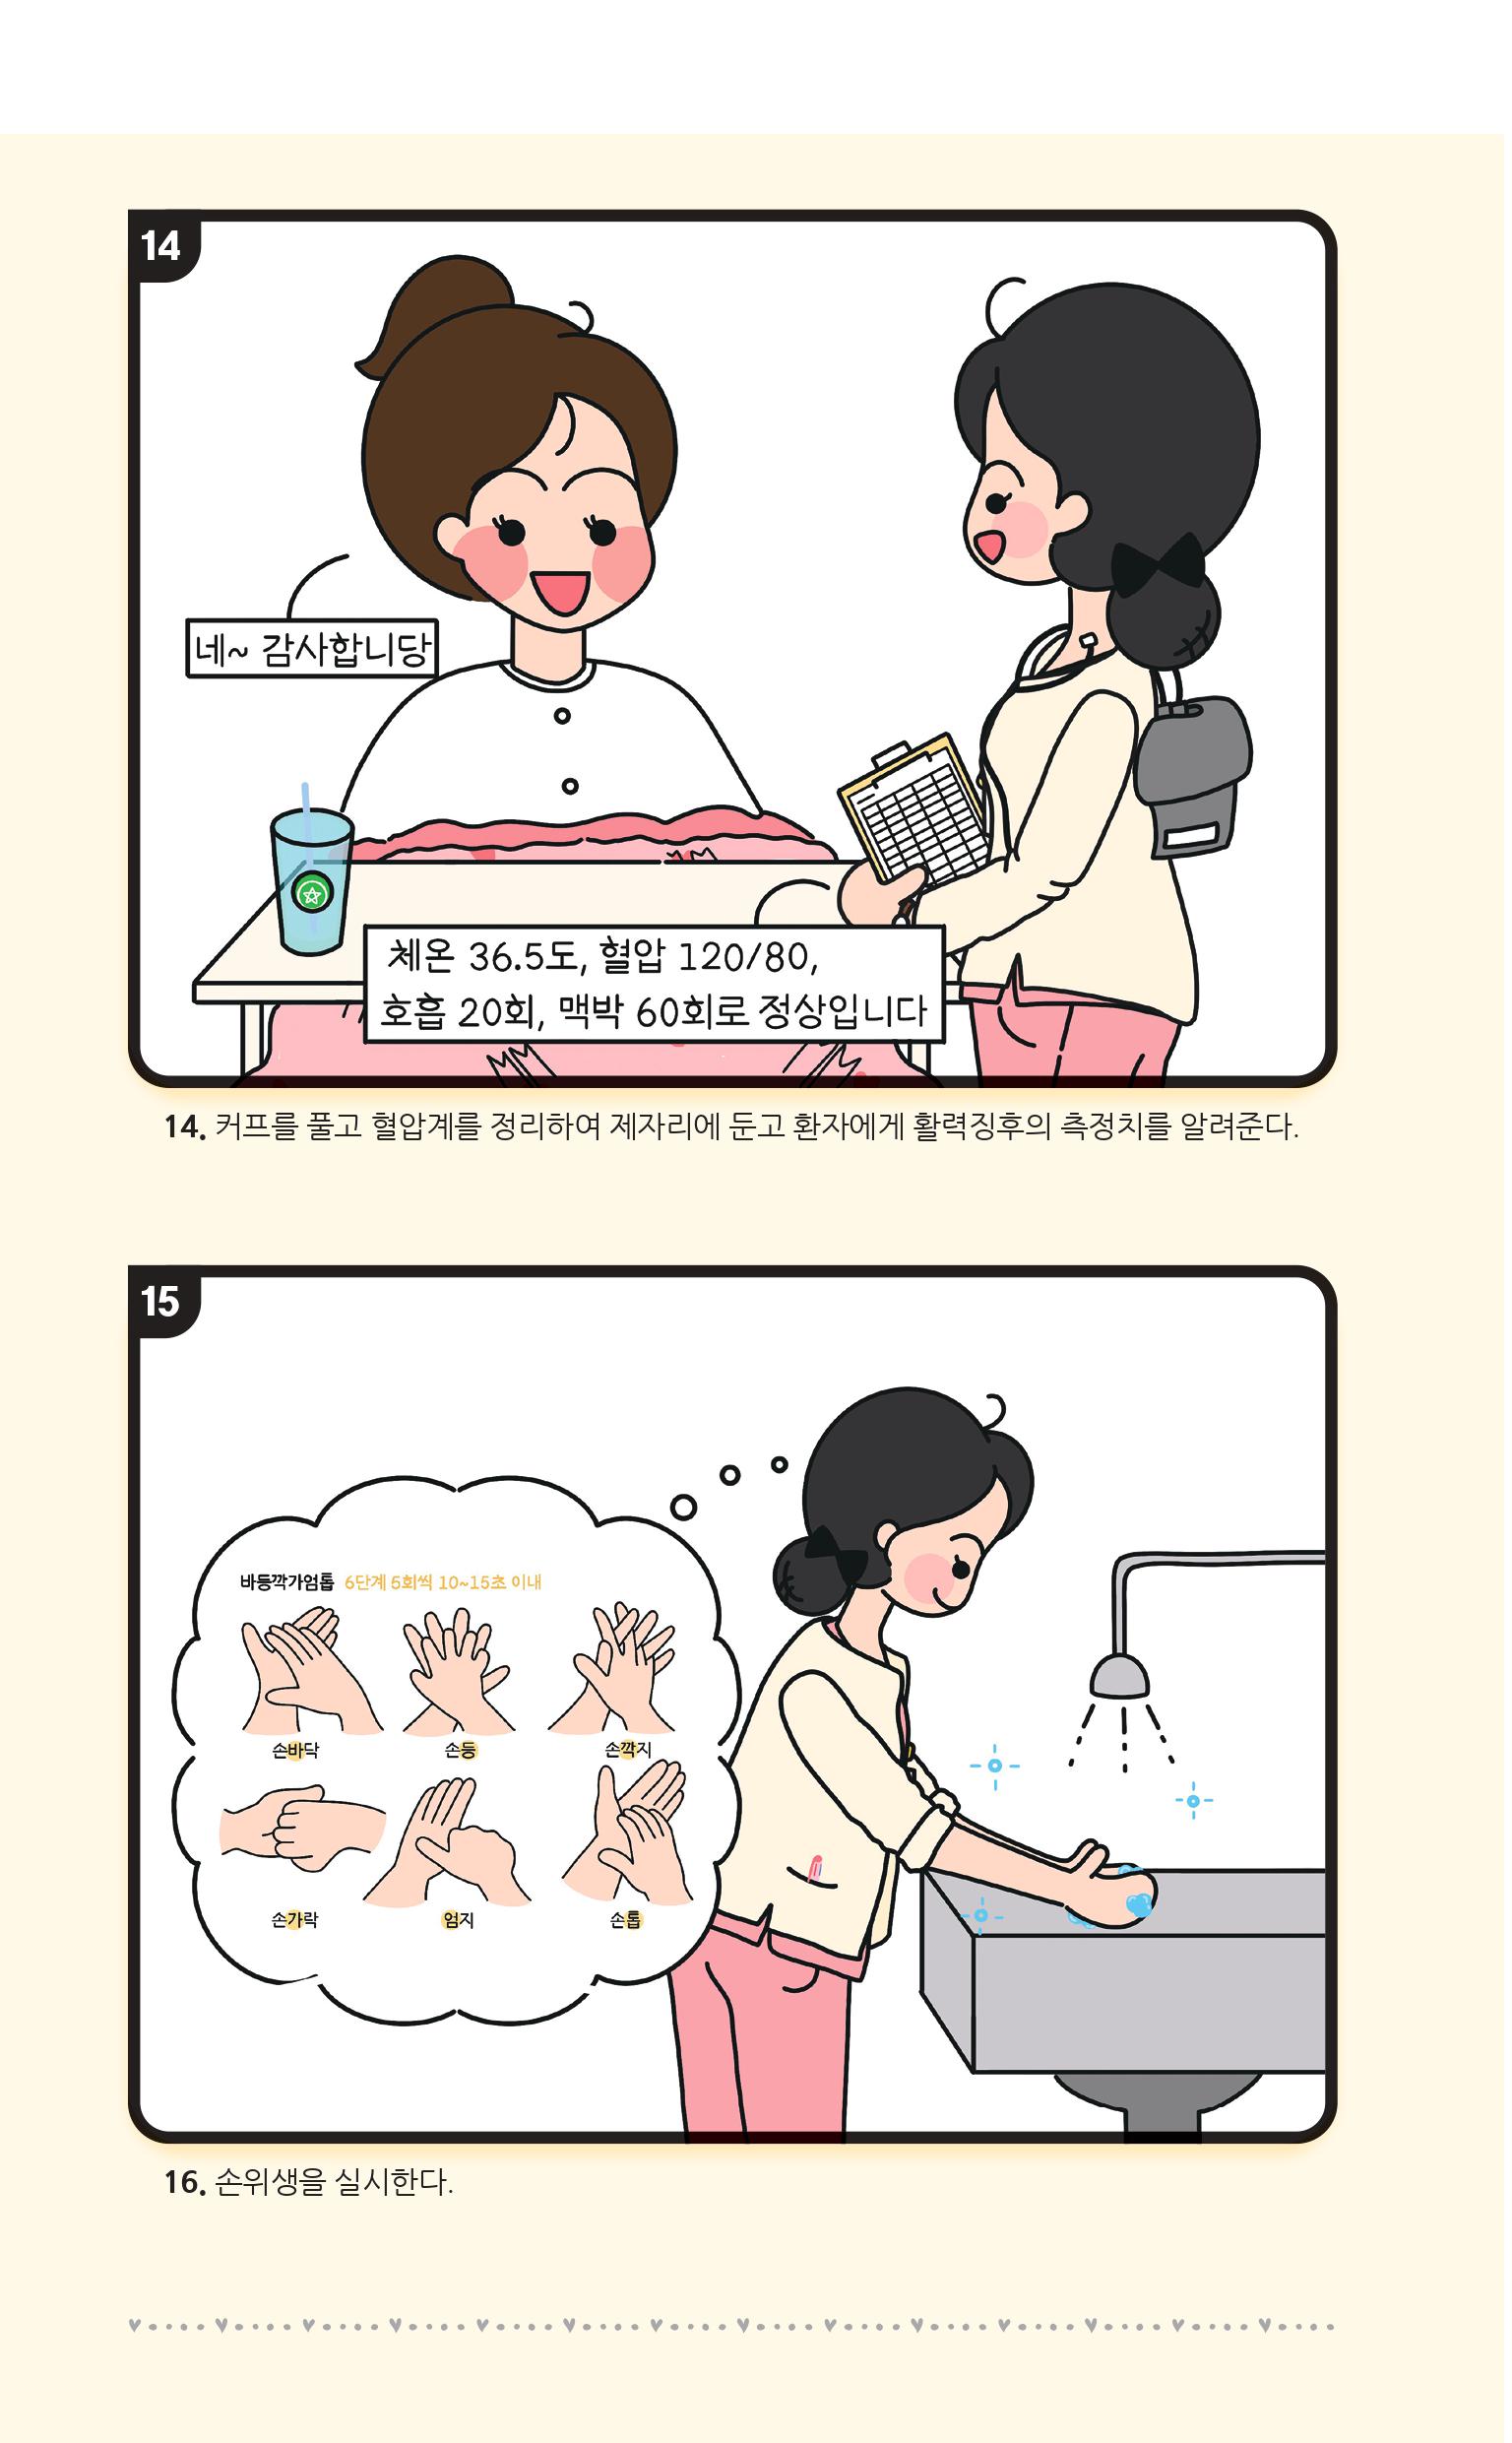 14
네~ 감사합니당
체온 36.5도, 혈압 120/80,
호흡 20회, 맥박 60회로 정상입니다
14. 커프를 풀고 혈압계를 정리하여 제자리에 둔고 환자에게 활력징후의 측정치를 알려준다.
15
바등깍가엄톱 6단계 5회씩 10~15초 이내
손바닥 손등 손깍지
손가락 엄지 손톱
16. 손위생을 실시한다.